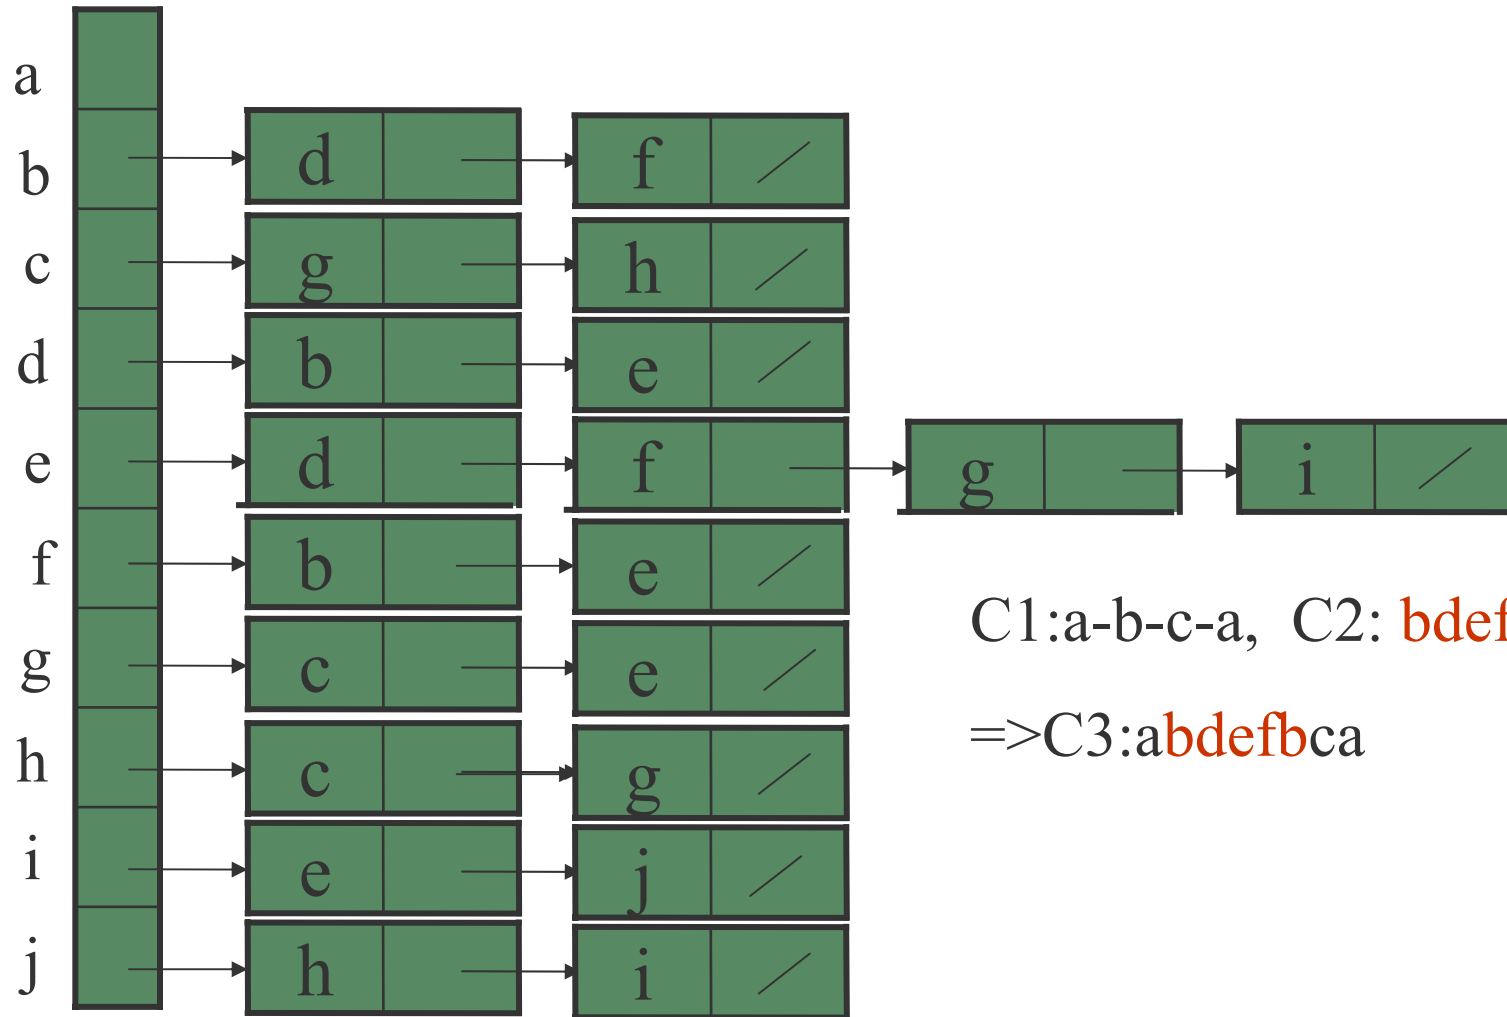 a
b d f
c g h
d b e
e d f g i
f b e
g c e
h c g
i e j
j h i
C1:a-b-c-a, C2: bdef
=>C3:abdefbca